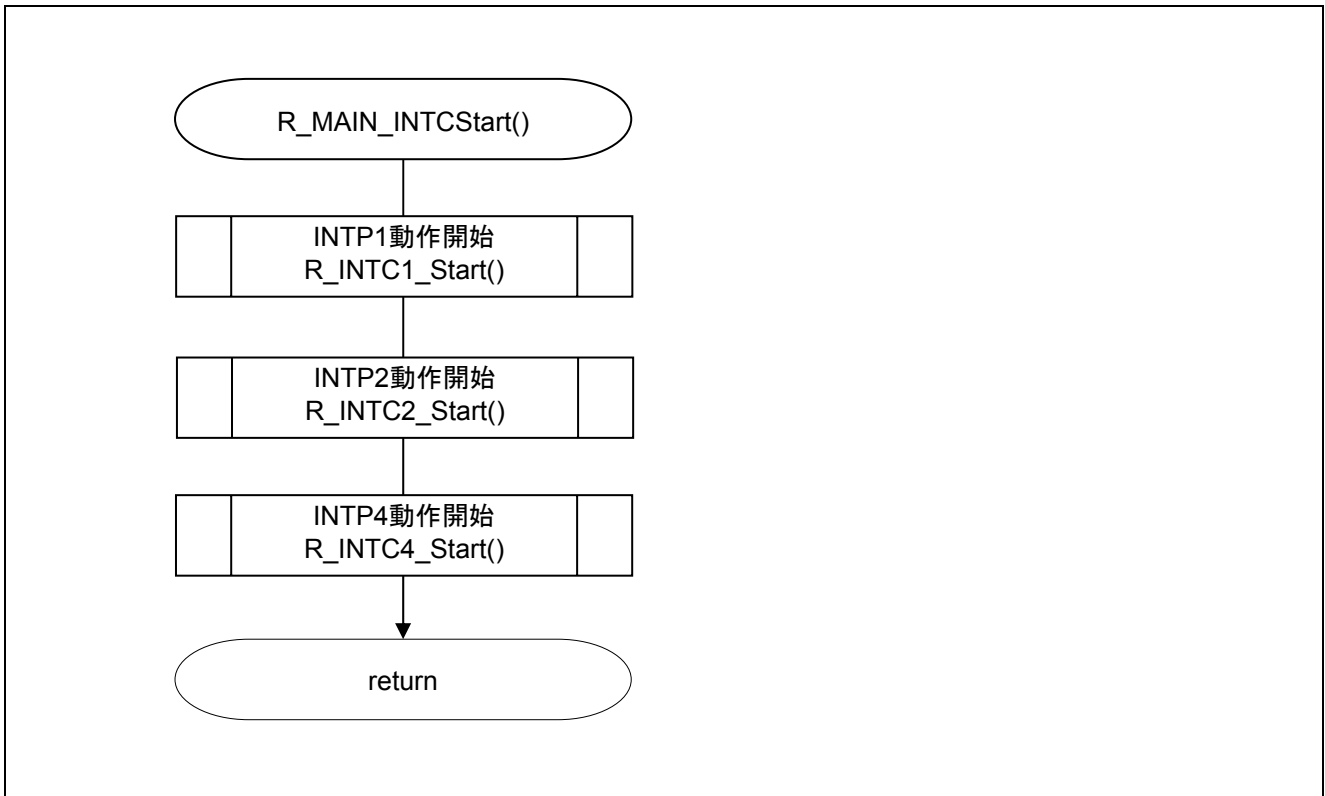 R_MAIN_INTCStart()
INTP1動作開始
R_INTC1_Start()
INTP2動作開始
R_INTC2_Start()
INTP4動作開始
R_INTC4_Start()
return